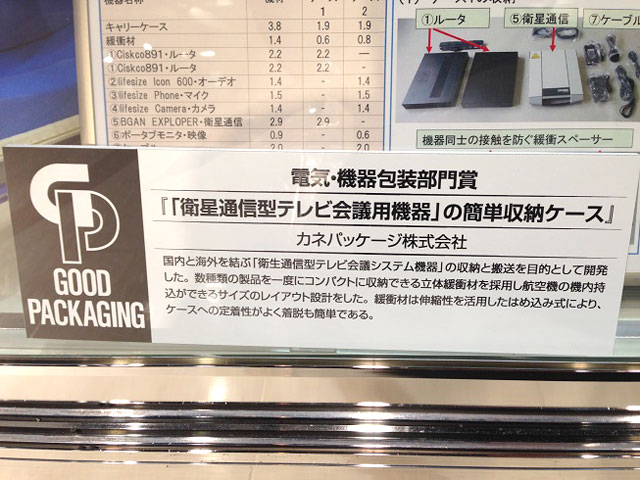 キャリーケース 3.8 1.9 1.9
緩衝材 1.4 0.6 0.8
①Ciskco891・ルータ 2.2 2.2 —
①Ciskco891・ルータ 2.2 2.2
②lifesize Icon 600・オーデオ 1.4 - 1.4
③lifesize Phone・マイク 1.5 - 1.5
④lifesize Camera・カメラ 1.4 - 1.4
⑤BGAN EXPLOPER・衛星通信 2.9 2.9 -
⑥ポータブモニタ・映像 0.9 - 0.6
①ルータ
⑤衛星通信
⑦ケーブル
機器同士の接触を防ぐ緩衝スペーサー
GOOD
PACKAGING
電気・機器包装部門賞
『「衛星通信型テレビ会議用機器」の簡単収納ケース』
カネパッケージ株式会社
国内と海外を結ぶ「衛生通信型テレビ会議システム機器」の収納と搬送を目的として開発
した。数種類の製品を一度にコンパクトに収納できる立体緩衝材を採用し航空機の機内持
込ができるサイズのレイアウト設計をした。緩衝材は伸縮性を活用したはめ込み式により、
ケースへの定着性がよく着脱も簡単である。